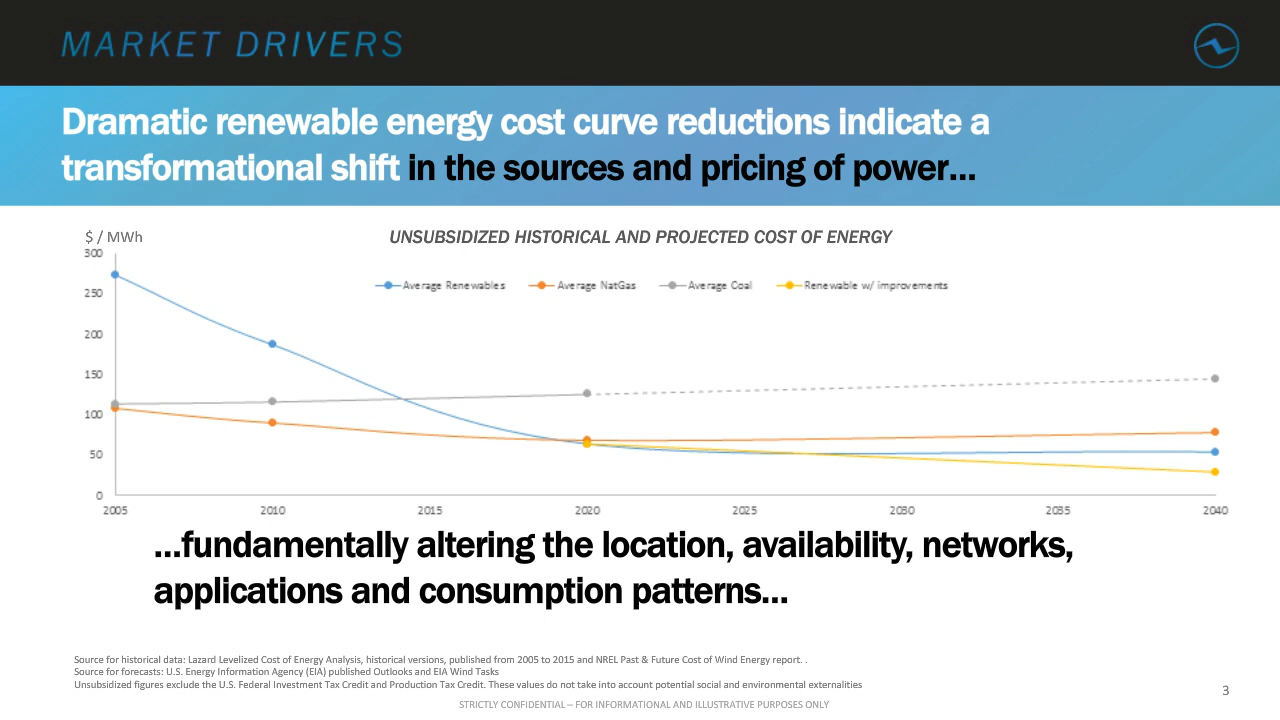 MARKET DRIVERS
Dramatic renewable energy cost curve reductions indicate a
transformational shift in the sources and pricing of power...
$ / MWh
UNSUBSIDIZED HISTORICAL AND PROJECTED COST OF ENERGY
Average Renewables Average NatGas Average Coal Renewable w/ improvements
300
250
200
150
100
50
0
2005 2010 2015 2020 2025 2030 2035 2040
...fundamentally altering the location, availability, networks,
applications and consumption patterns...
Source for historical data: Lazard Levelized Cost of Energy Analysis, historical versions, published from 2005 to 2015 and NREL Past & Future Cost of Wind Energy report. .
Source for forecasts: U.S. Energy Information Agency (EIA) published Outlooks and EIA Wind Tasks
Unsubsidized figures exclude the U.S. Federal Investment Tax Credit and Production Tax Credit. These values do not take into account potential social and environmental externalities
3
STRICTLY CONFIDENTIAL – FOR INFORMATIONAL AND ILLUSTRATIVE PURPOSES ONLY